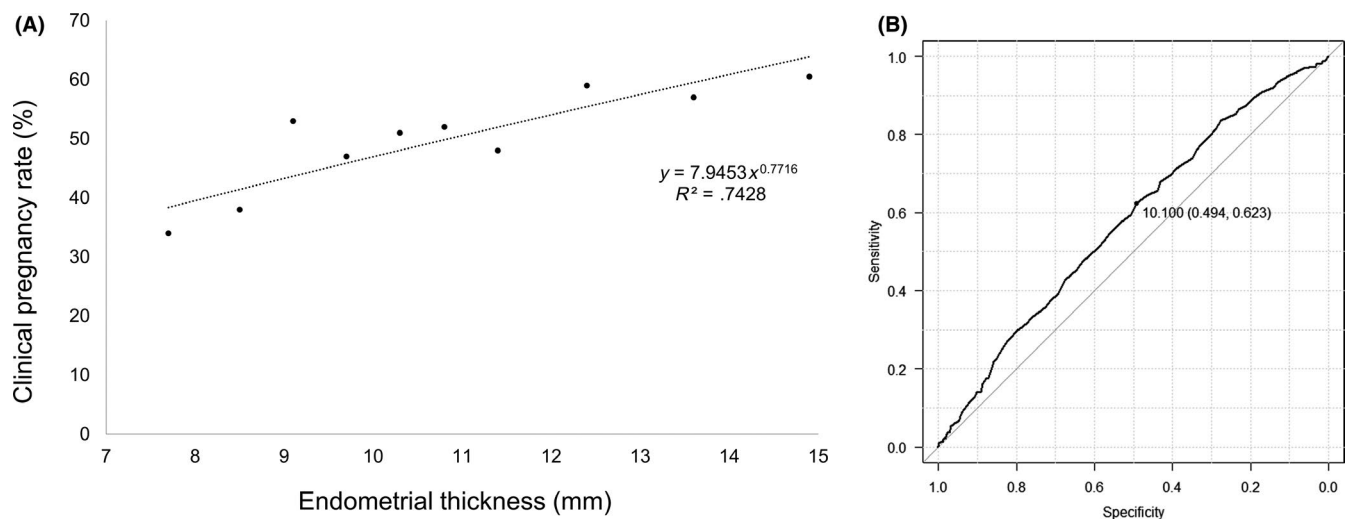 (A)
Clinical pregnancy rate (%)
70
60
50
40
30
20
10
0
7 8 9 10 11 12 13 14 15
Endometrial thickness (mm)
y = 7.9453x^0.7716
R² = .7428
(B)
Sensitivity
1.0
0.8
0.6
0.4
0.2
0.0
10.100 (0.494, 0.623)
1.0 0.8 0.6 0.4 0.2 0.0
Specificity